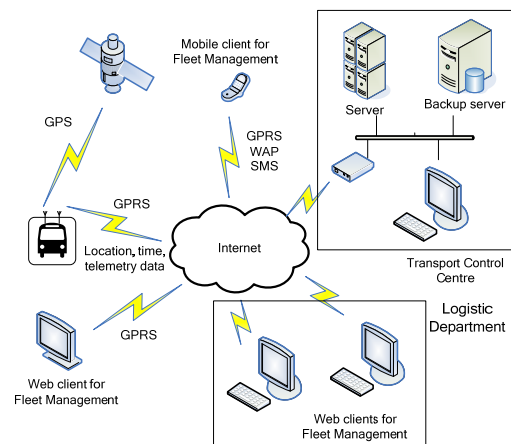 Mobile client for
Fleet Management
Server
Backup server
GPS
GPRS
WAP
SMS
GPRS
Location, time,
telemetry data
Internet
Transport Control
Centre
GPRS
Logistic
Department
Web client for
Fleet Management
Web clients for
Fleet Management